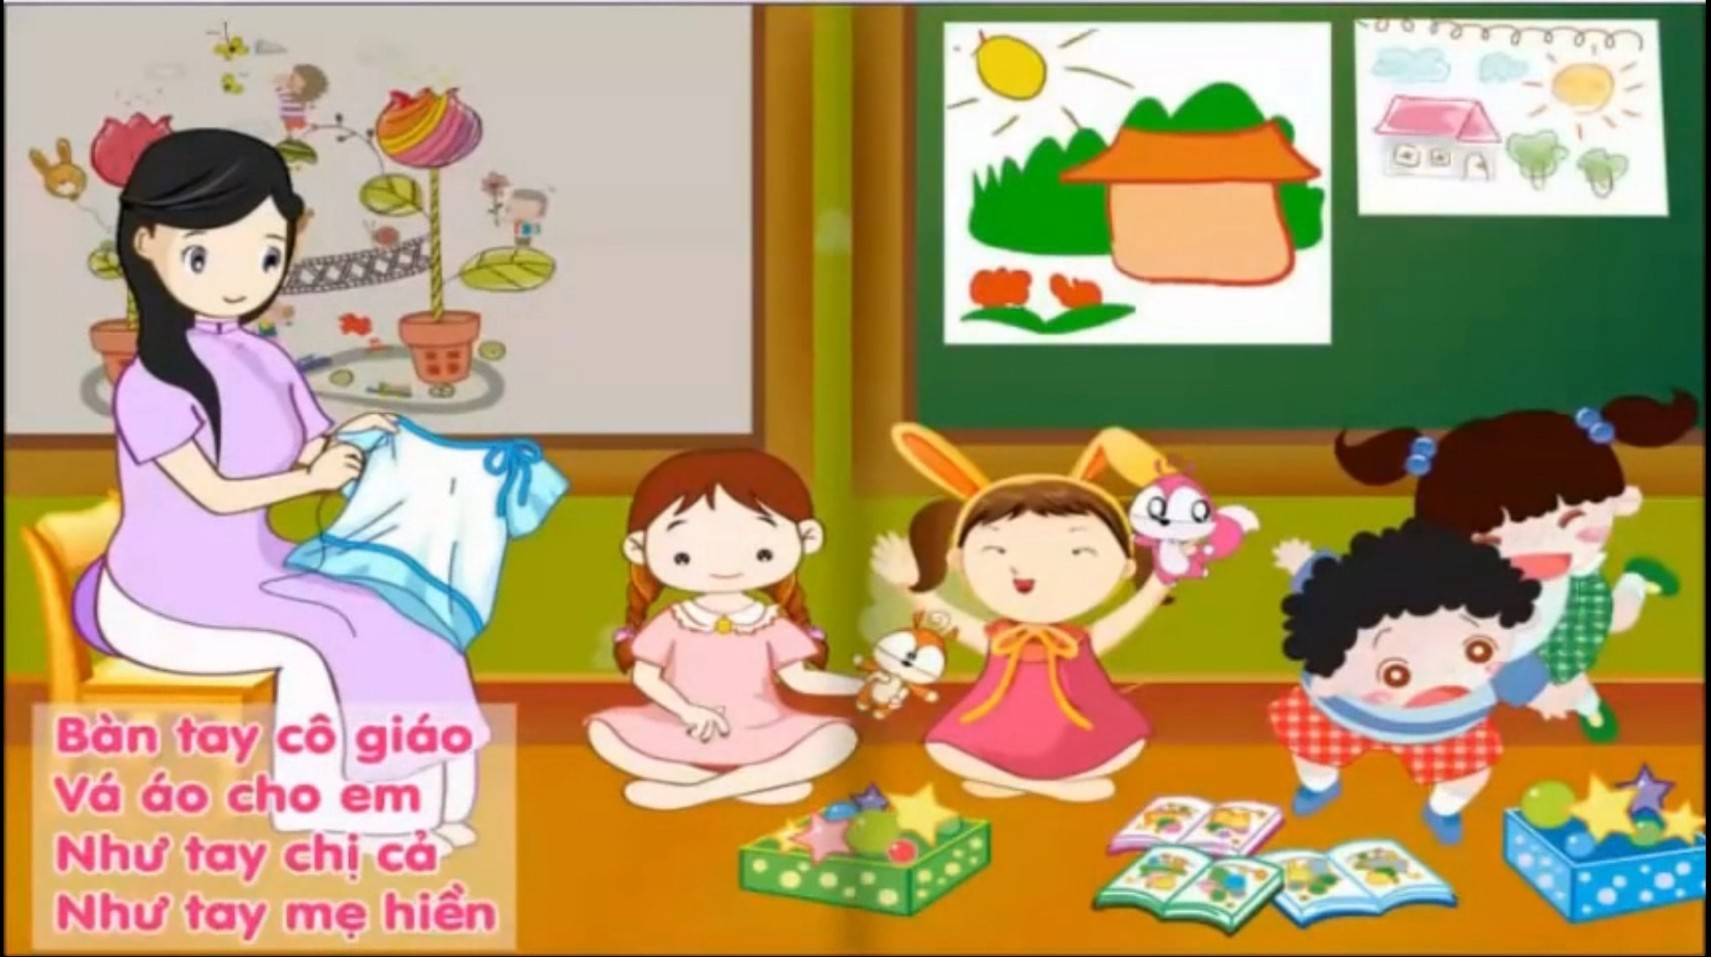 Bàn tay cô giáo
Vá áo cho em
Như tay chị cả
Như tay mẹ hiền